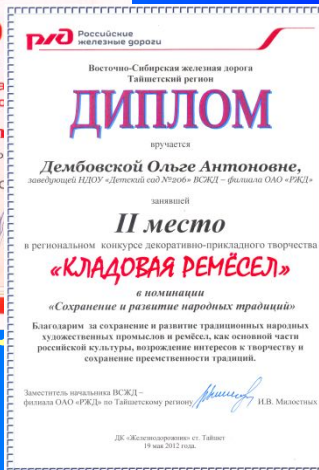 РЖД Российские
железные дороги
Восточно-Сибирская железная дорога
Тайшетский регион
ДИПЛОМ
вручается
Дембовской Ольге Антоновне,
заведующей НДОУ «Детский сад №206» ВСЖД – филиала ОАО «РЖД»
занявшей
II место
в региональном конкурсе декоративно-прикладного творчества
«КЛАДОВАЯ РЕМЁСЕЛ»
в номинации
«Сохранение и развитие народных традиций»
Благодарим за сохранение и развитие традиционных народных
художественных промыслов и ремёсел, как основной части
российской культуры, возрождение интересов к творчеству и
сохранение преемственности традиций.
Заместитель начальника ВСЖД –
филиала ОАО «РЖД» по Тайшетскому региону
И.В. Милостных
ДК «Железнодорожник» ст. Тайшет
19 мая 2012 года.